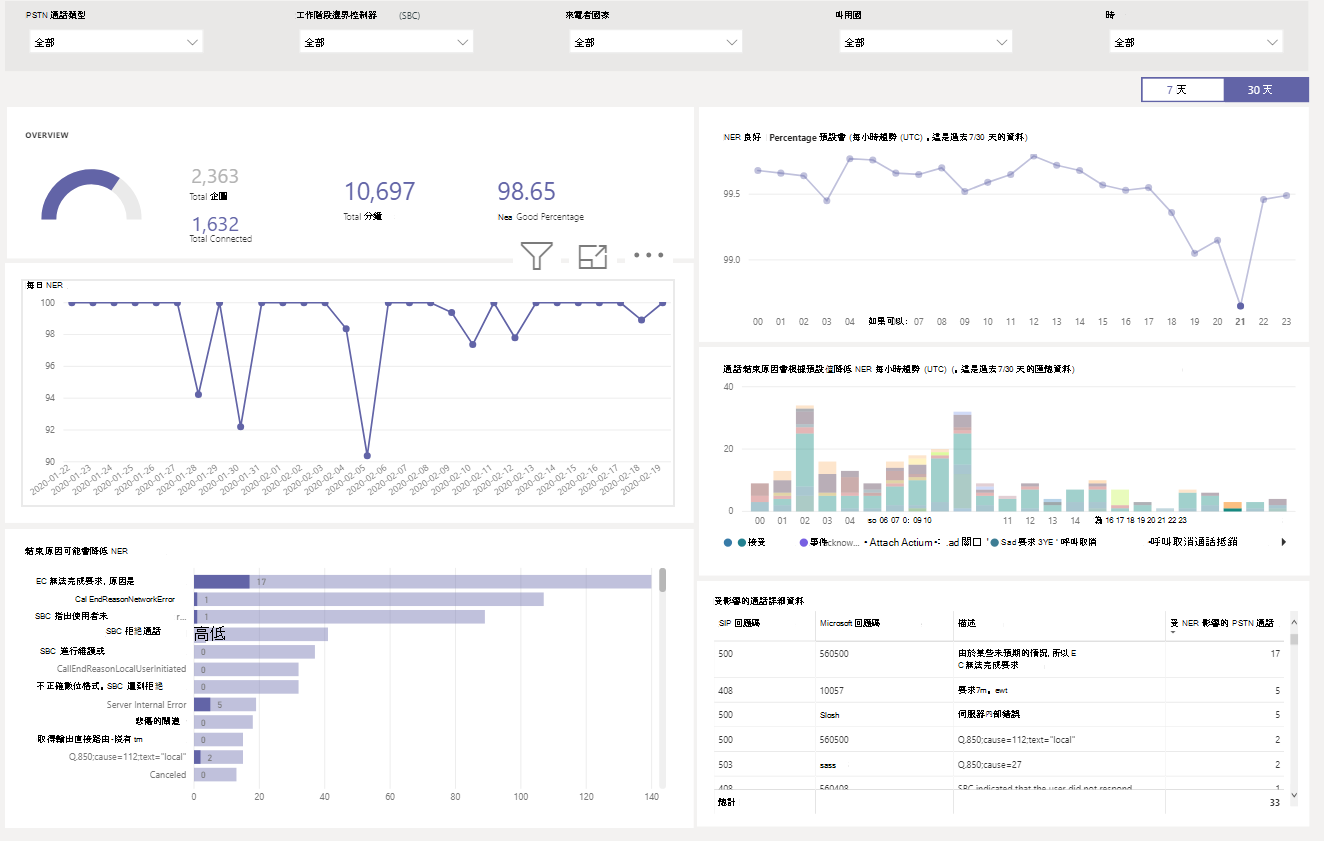 PSTN 通話類型
工作階段邊界控制器 (SBC)
來電者國家
叫用國
時
全部
全部
全部
全部
全部
7 天
30 天
OVERVIEW
2,363
Total 企圖
1,632
Total Connected
10,697
Total 分鐘
98.65
Nea Good Percentage
每日 NER
100
98
96
94
92
90
2020-01-22 2020-01-23 2020-01-24 2020-01-25 2020-01-26 2020-01-27 2020-01-28 2020-01-29 2020-01-30 2020-01-31 2020-02-01 2020-02-02 2020-02-03 2020-02-04 2020-02-05 2020-02-06 2020-02-07 2020-02-08 2020-02-09 2020-02-10 2020-02-11 2020-02-12 2020-02-13 2020-02-14 2020-02-15 2020-02-16 2020-02-17 2020-02-18 2020-02-19
結束原因可能會降低 NER
EC 無法完成要求, 原因是 17
Cal EndReasonNetworkError 1
SBC 指出使用者未 r... 1
SBC 拒絕通話 高低
SBC 進行維護或 0
CallEndReasonLocalUserInitiated 0
不正確數位格式。SBC 遭到拒絕 0
Server Internal Error 5
悲傷的鬧道 0
取得輸出直接路由-沒有 tm 0
Q,850;cause=112;text="local" 2
Canceled 0
0 20 40 60 80 100 120 140
NER 良好 Percentage 預設會 (每小時趨勢 (UTC) 。這是過去 7/30 天的資料)
99.5
99.0
00 01 02 03 04 如果可以: 07 08 09 10 11 12 13 14 15 16 17 18 19 20 21 22 23
通話結束原因會根據預設值降低 NER 每小時趨勢 (UTC) (。這是過去 7/30 天的匯總資料)
40
20
0
00 01 02 03 04 so 06 07 0: 09 10 11 12 13 14 為 16 17 18 19 20 21 22 23
接受 事件cknow... • Attach Actium •: .ad 關口 ' Sad 要求 3YE ' 呼叫取消 •呼叫取消通話抵銷
受影響的通話詳細資料
SIP 回應碼 Microsoft 回應碼 描述 受 NER 影響的 PSTN 通話
500 560500 由於某些未預期的情況, 所以 E
C 無法完成要求 17
408 10057 要求7m。ewt 5
500 Slosh 伺服器內部錯誤 5
500 560500 Q,850;cause=112;text="local" 2
503 sass Q,850;cause=27 2
408 560408 SBC indicated that the user did not respond 1
總計 33